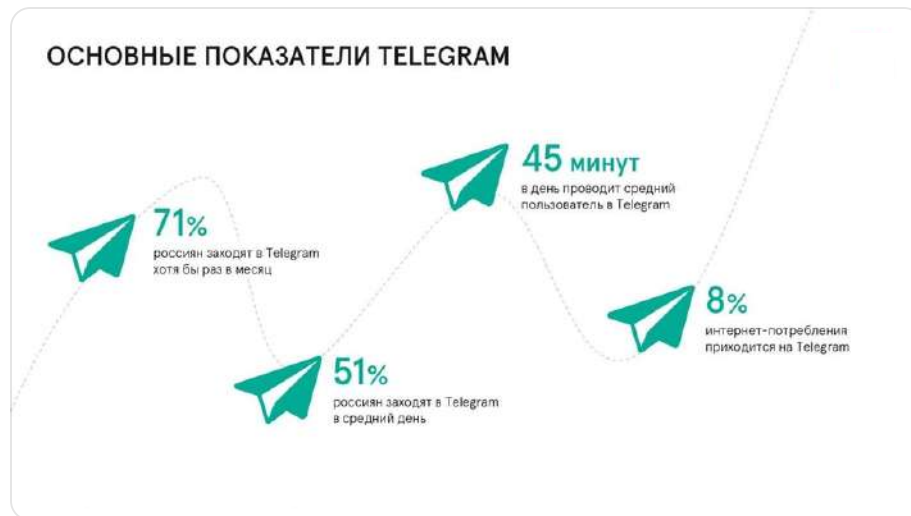 ОСНОВНЫЕ ПОКАЗАТЕЛИ TELEGRAM
71%
россиян заходят в Telegram
хотя бы раз в месяц
51%
россиян заходят в Telegram
в средний день
45 минут
в день проводит средний
пользователь в Telegram
8%
интернет-потребления
приходится на Telegram